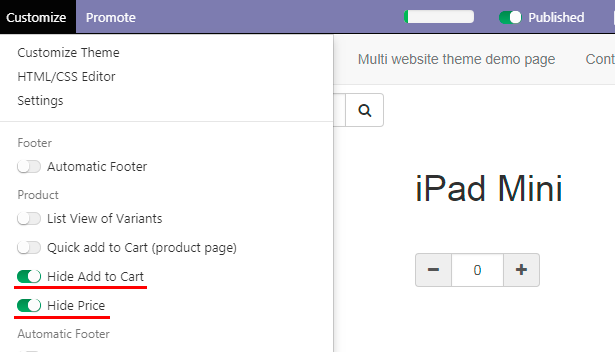 Customize Promote Published
Customize Theme
HTML/CSS Editor
Settings
Multi website theme demo page Cont
Footer
Automatic Footer
Product
List View of Variants
Quick add to Cart (product page)
Hide Add to Cart
Hide Price
Automatic Footer
iPad Mini
− 0 +